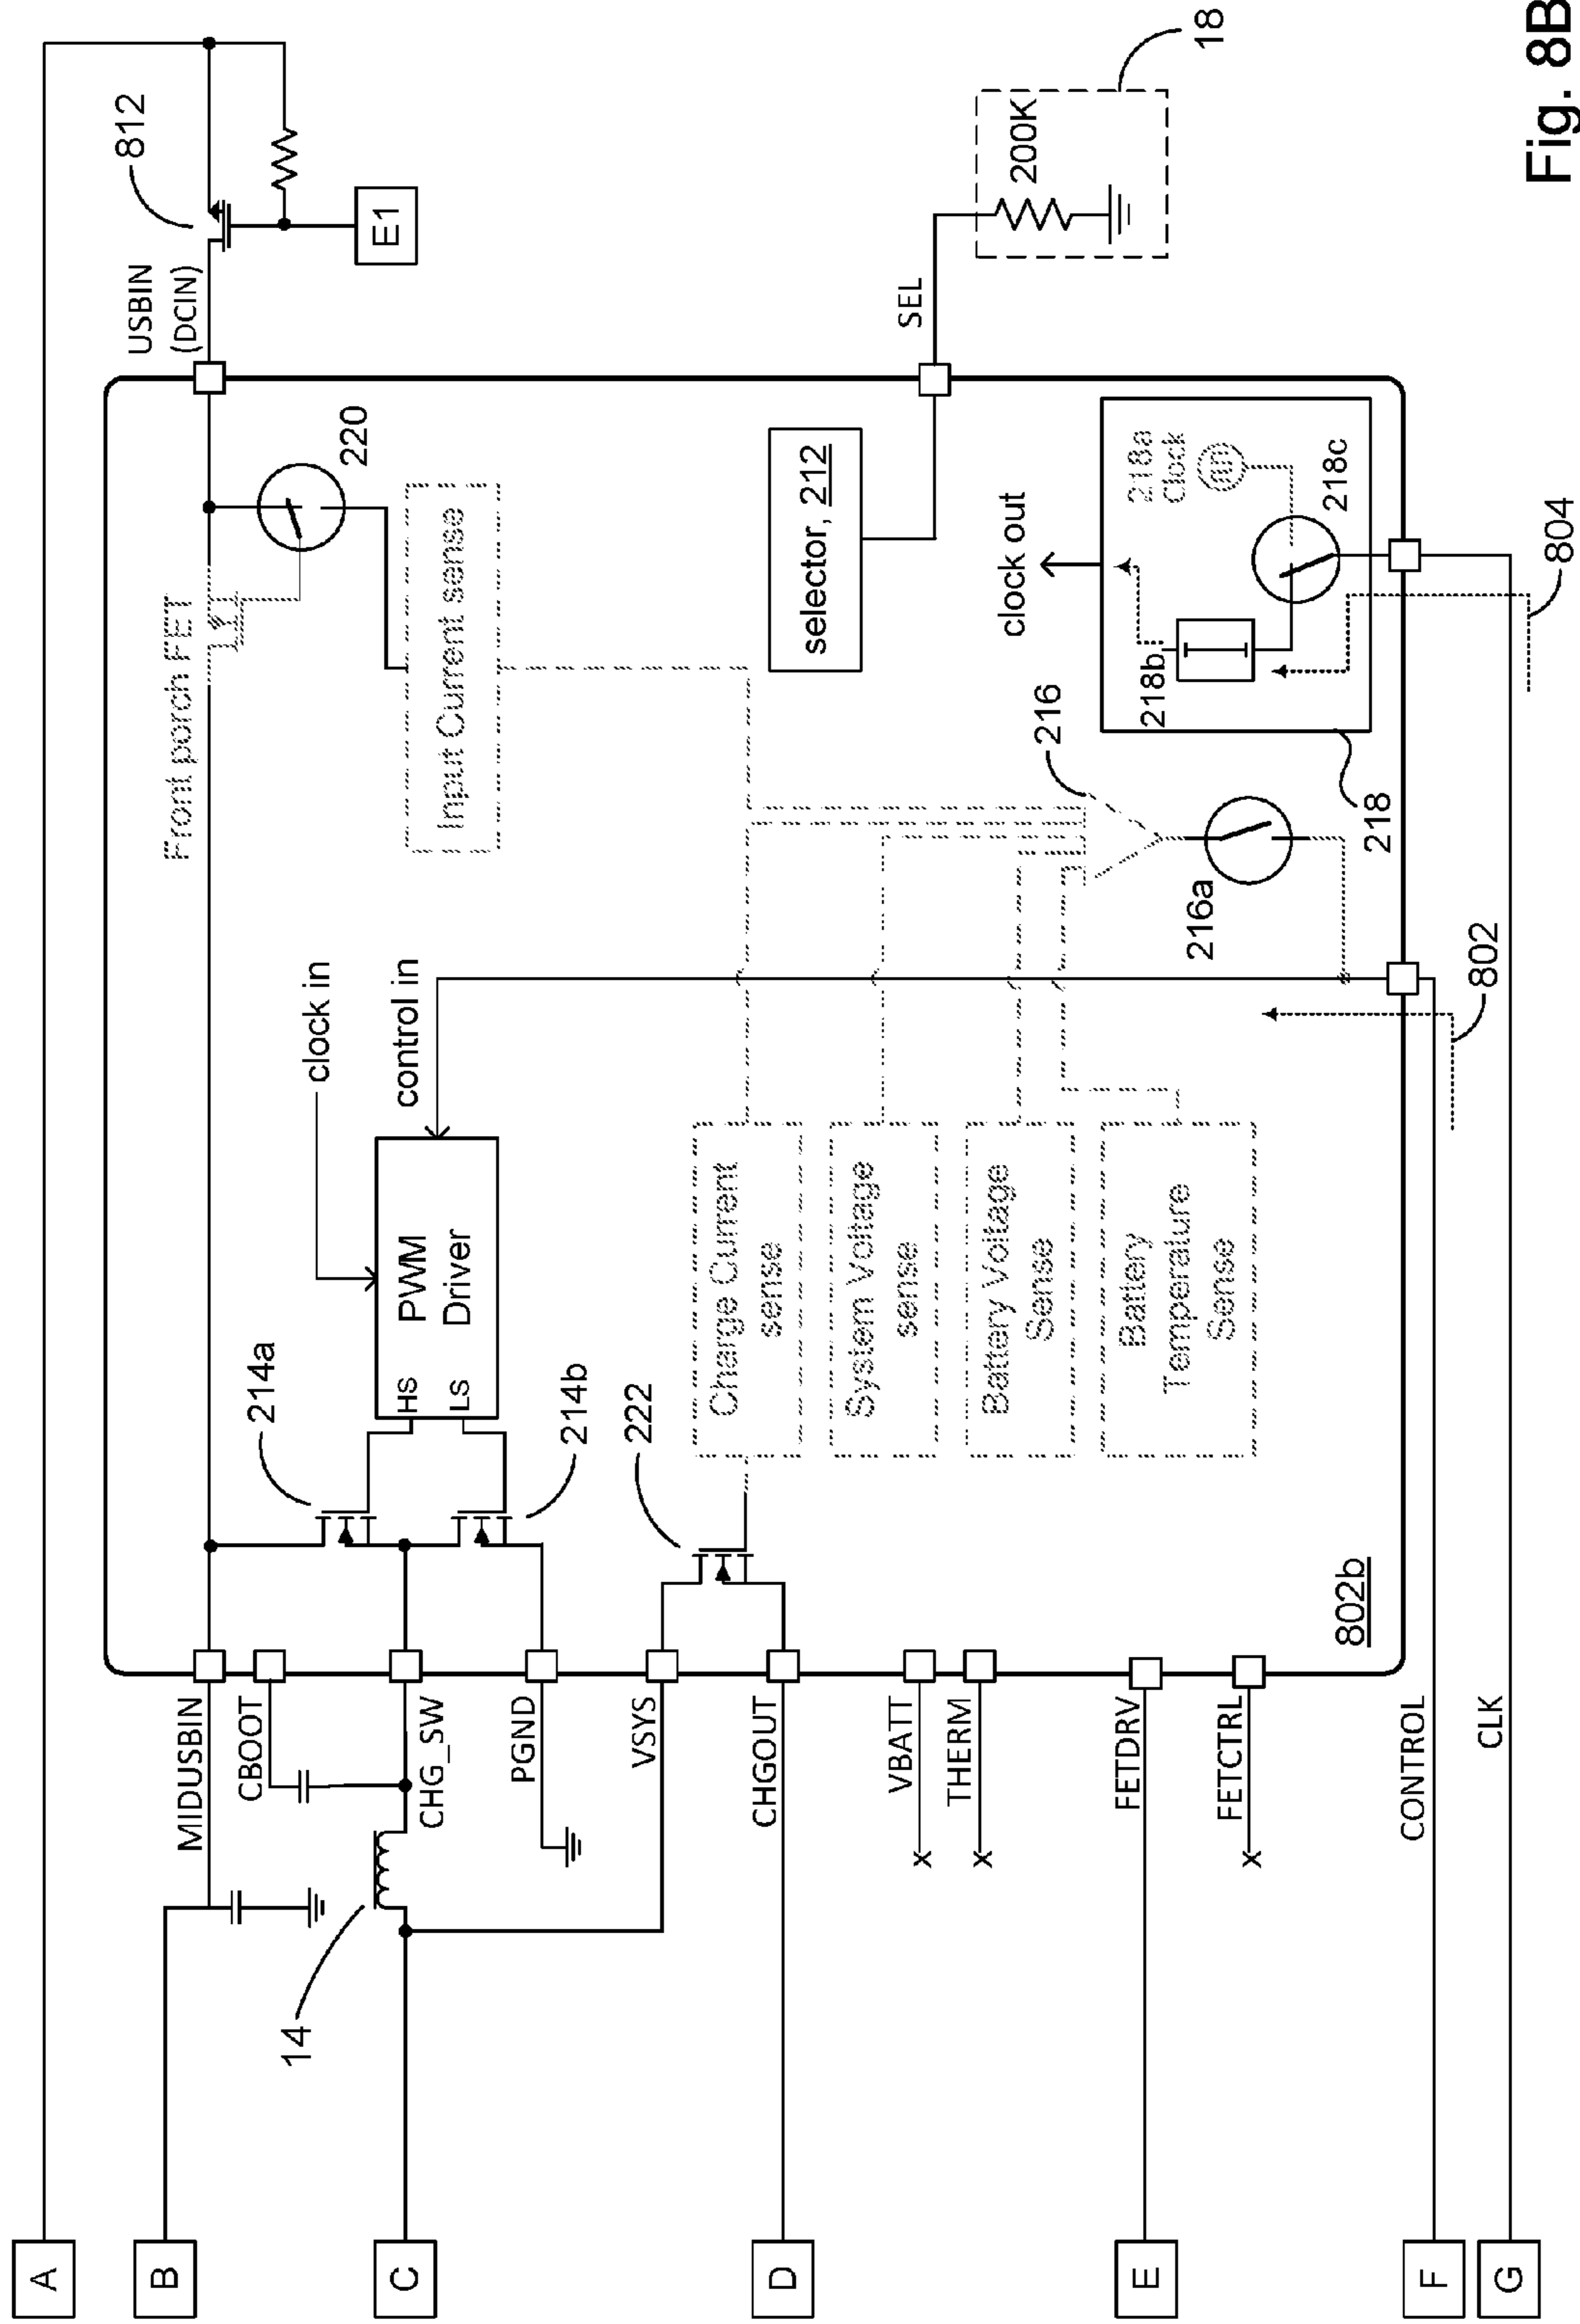 A
B
C
D
E
F
G
MIDUSBIN
CBOOT
CHG_SW
PGND
VSYS
CHGOUT
VBATT
x
THERM
x
FETDRV
FETCTRL
x
CONTROL
CLK
14
802b
214a
214b
222
HS
LS
PWM
Driver
clock in
control in
Charge Current
sense
System Voltage
sense
Battery Voltage
Sense
Battery
Temperature
Sense
Front porch FET
Input Current sense
220
216
216a
802
selector, 212
clock out
218a
clock
218b
218c
218
804
USBIN
(DCIN)
812
E1
SEL
200K
18
Fig. 8B